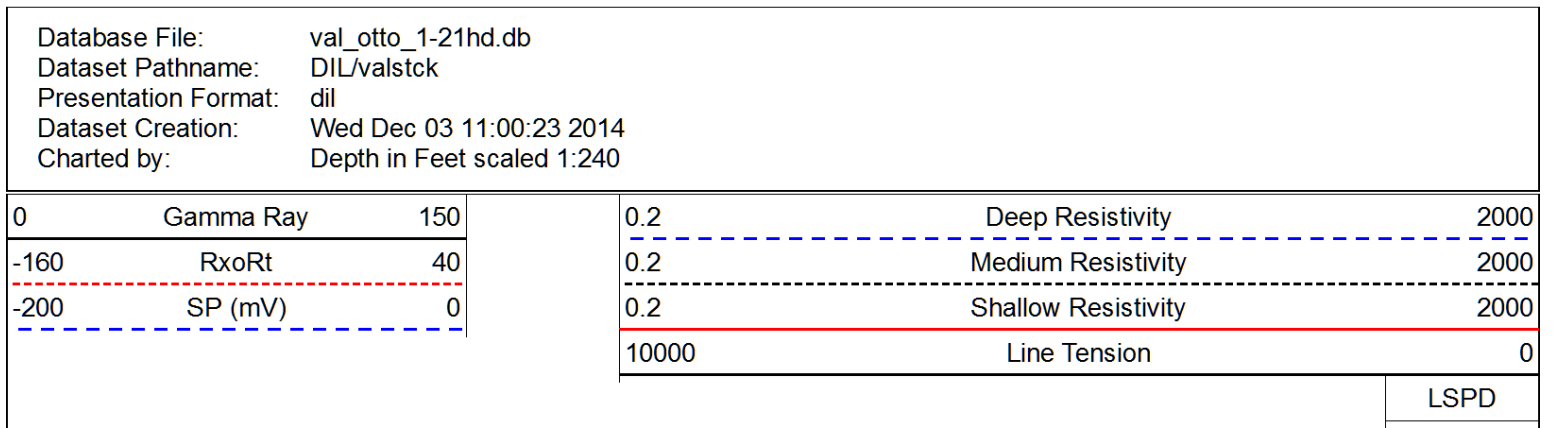 Database File: val_otto_1-21hd.db
Dataset Pathname: DIL/valstck
Presentation Format: dil
Dataset Creation: Wed Dec 03 11:00:23 2014
Charted by: Depth in Feet scaled 1:240
0 Gamma Ray 150 0.2 Deep Resistivity 2000
-160 RxoRt 40 0.2 Medium Resistivity 2000
-200 SP (mV) 0 0.2 Shallow Resistivity 2000
10000 Line Tension 0
LSPD